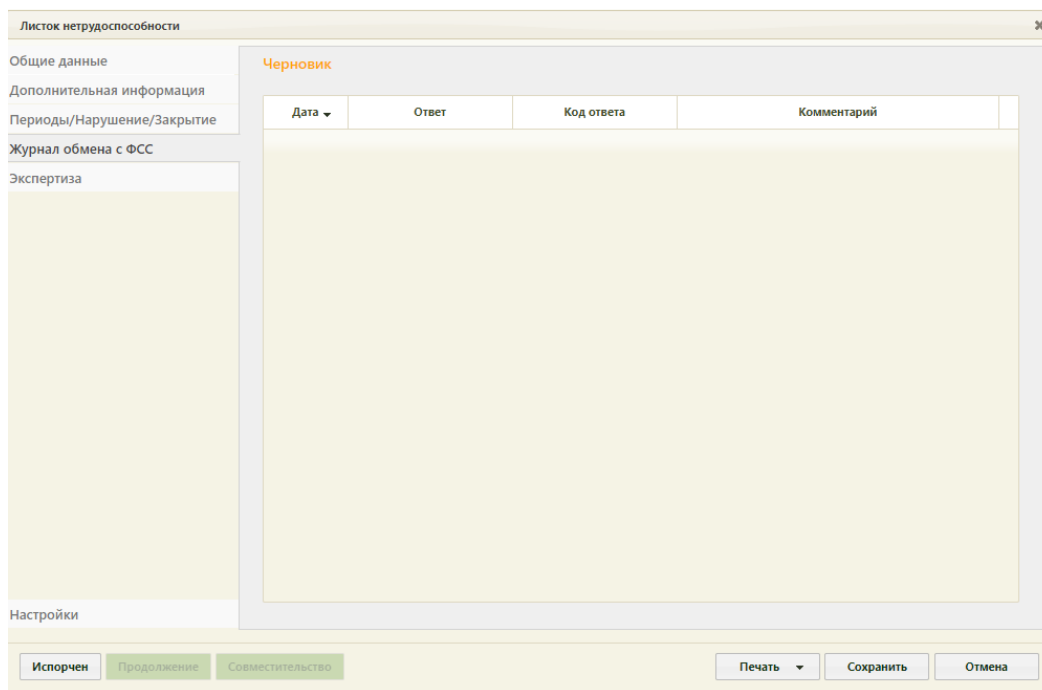 Листок нетрудоспособности
Общие данные
Дополнительная информация
Периоды/Нарушение/Закрытие
Журнал обмена с ФСС
Экспертиза
Настройки
Черновик
Дата Ответ Код ответа Комментарий
Испорчен Продолжение Совместительство Печать Сохранить Отмена